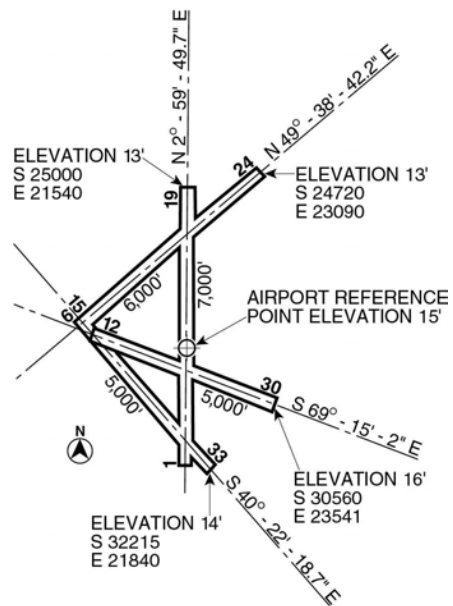 N 2° - 59' - 49.7" E
N 49° - 38' - 42.2" E
ELEVATION 13'
S 25000
E 21540
19
24
ELEVATION 13'
S 24720
E 23090
6,000'
7,000'
AIRPORT REFERENCE
POINT ELEVATION 15'
15
6
12
5,000'
5,000'
30
S 69° - 15' - 2" E
N
1
33
ELEVATION 16'
S 30560
E 23541
ELEVATION 14'
S 32215
E 21840
S 40° - 22' - 18.7" E